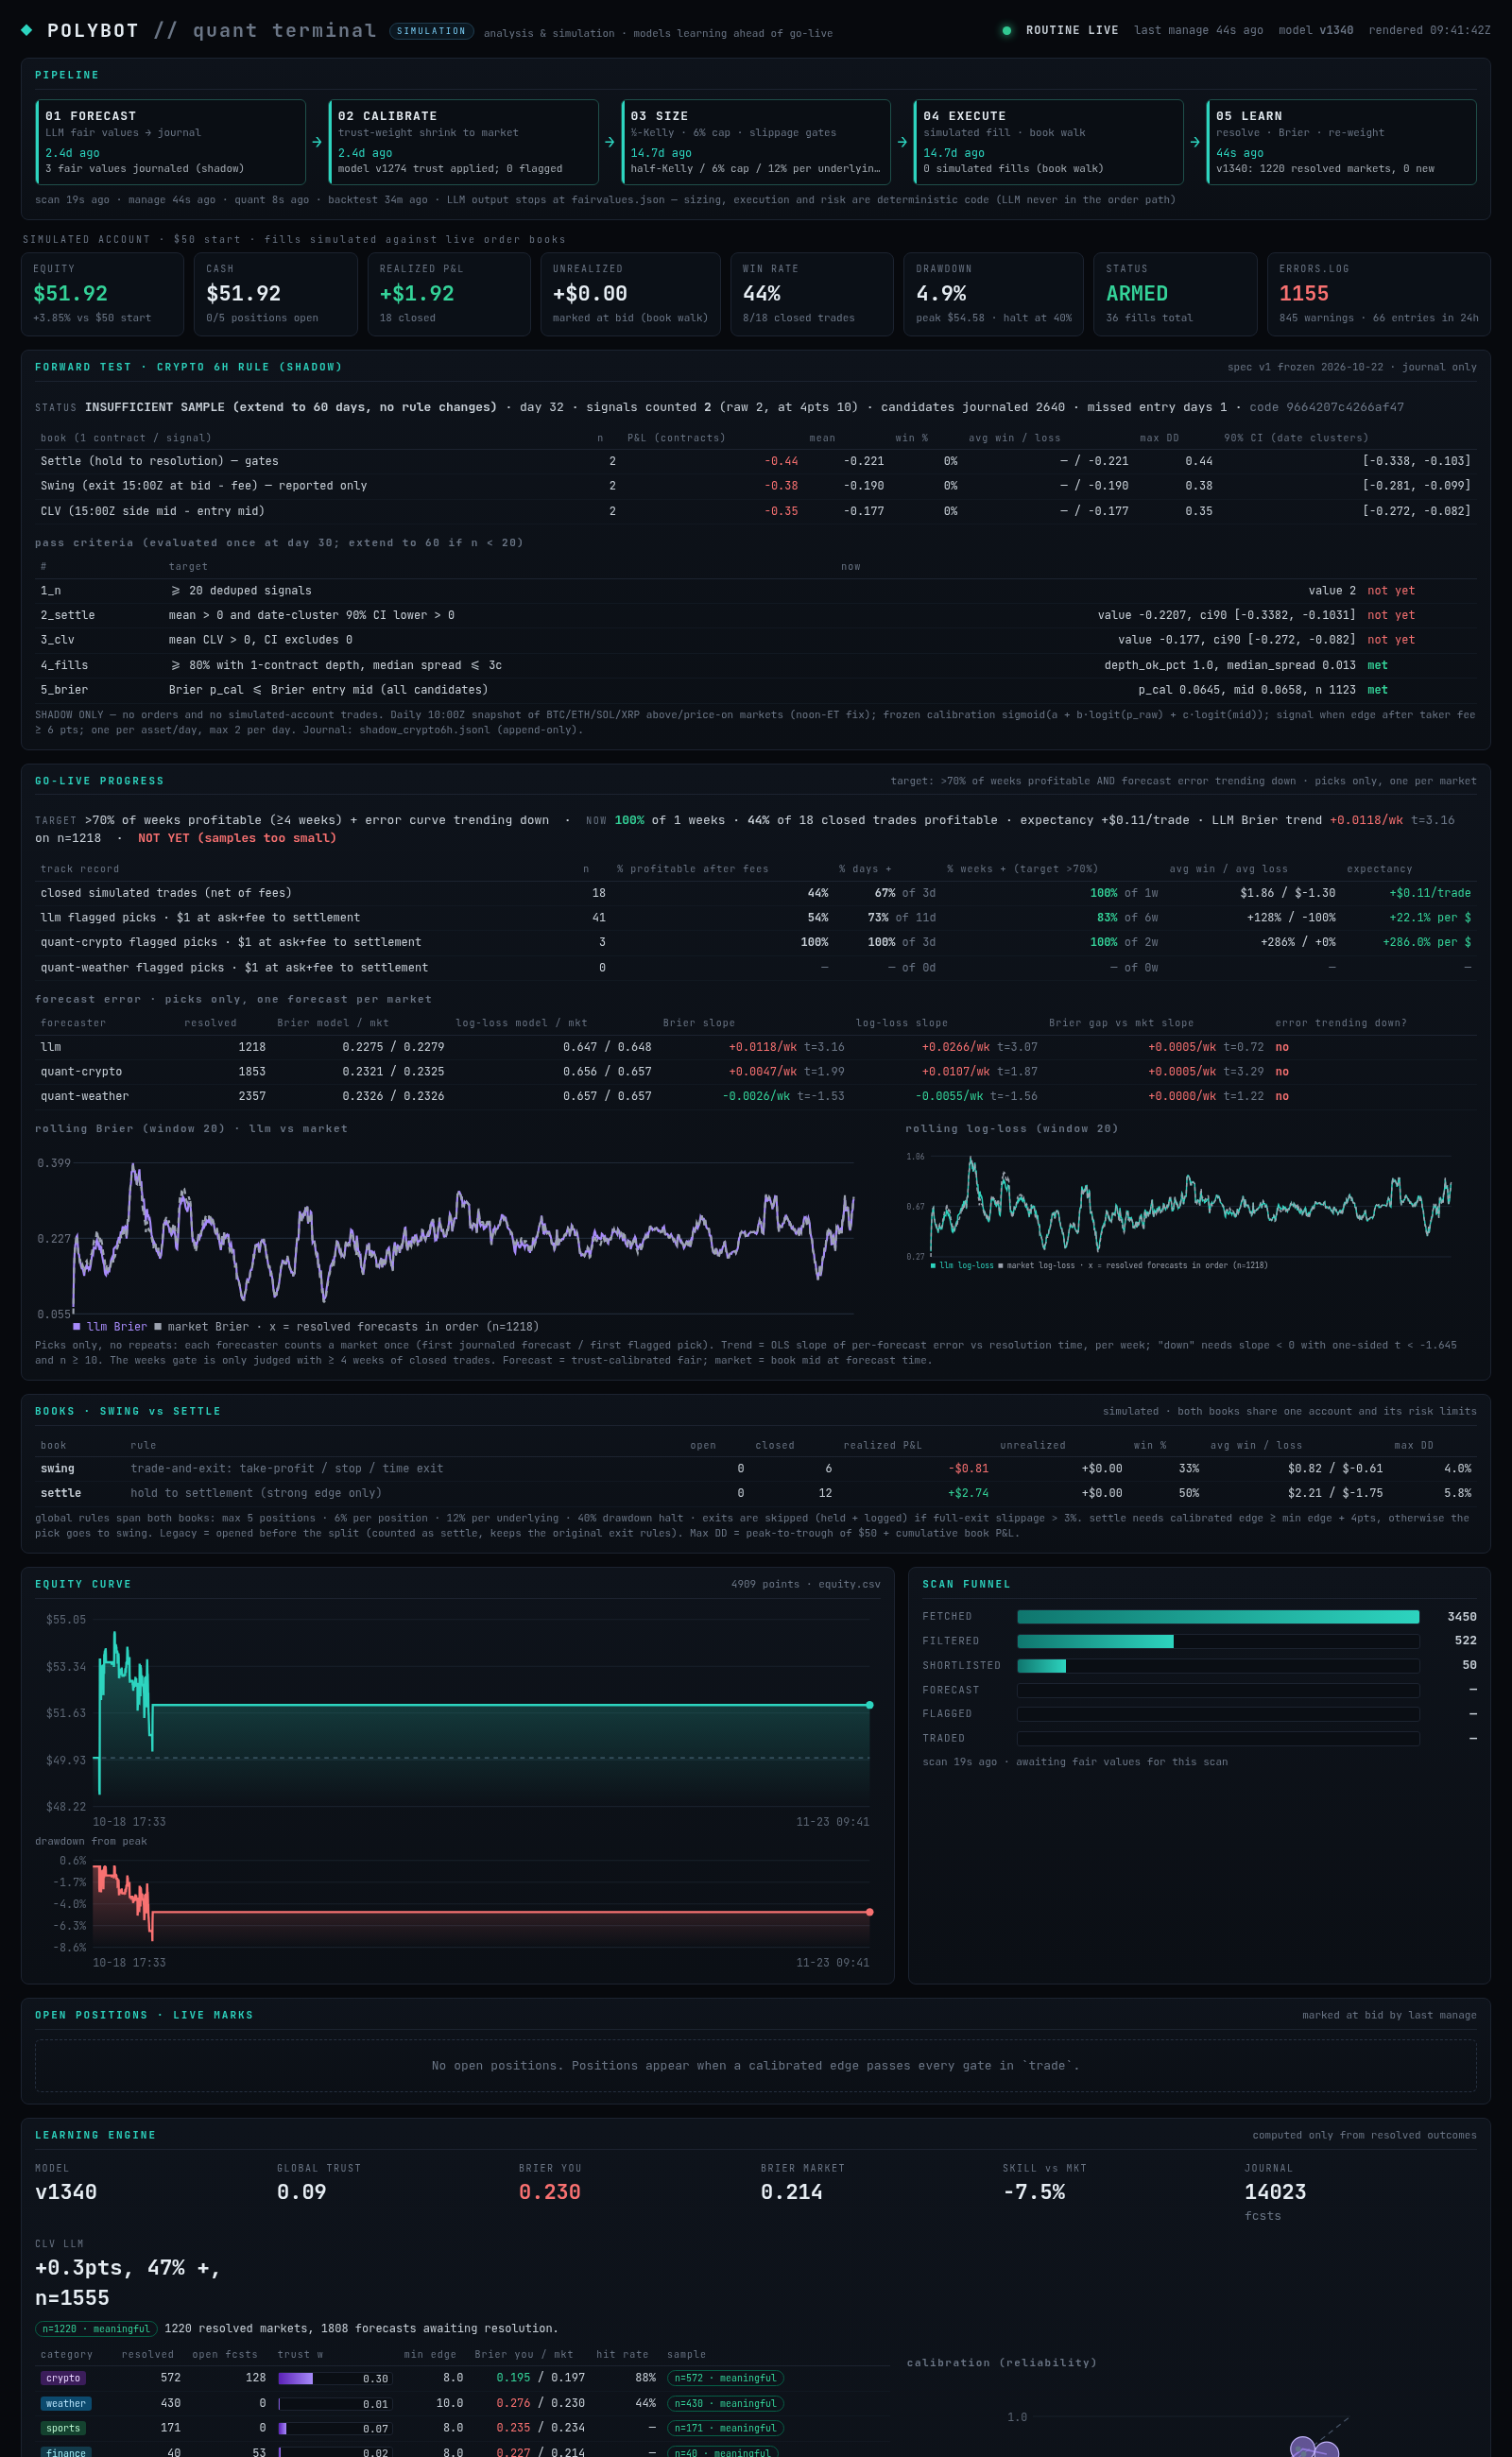 ◆ POLYBOT // quant terminal SIMULATION analysis & simulation · models learning ahead of go-live ROUTINE LIVE last manage 44s ago model v1340 rendered 09:41:42Z
PIPELINE
01 FORECAST → 02 CALIBRATE → 03 SIZE → 04 EXECUTE → 05 LEARN
LLM fair values → journal trust-weight shrink to market ½-Kelly · 6% cap · slippage gates simulated fill · book walk resolve · Brier · re-weight
2.4d ago 2.4d ago 14.7d ago 14.7d ago 44s ago
3 fair values journaled (shadow) model v1274 trust applied; 0 flagged half-Kelly / 6% cap / 12% per underlyin… 0 simulated fills (book walk) v1340: 1220 resolved markets, 0 new
scan 19s ago · manage 44s ago · quant 8s ago · backtest 34m ago · LLM output stops at fairvalues.json — sizing, execution and risk are deterministic code (LLM never in the order path)
SIMULATED ACCOUNT · $50 start · fills simulated against live order books
EQUITY CASH REALIZED P&L UNREALIZED WIN RATE DRAWDOWN STATUS ERRORS.LOG
$51.92 $51.92 +$1.92 +$0.00 44% 4.9% ARMED 1155
+3.85% vs $50 start 0/5 positions open 18 closed marked at bid (book walk) 8/18 closed trades peak $54.58 · halt at 40% 36 fills total 845 warnings · 66 entries in 24h
FORWARD TEST · CRYPTO 6H RULE (SHADOW) spec v1 frozen 2026-10-22 · journal only
STATUS INSUFFICIENT SAMPLE (extend to 60 days, no rule changes) · day 32 · signals counted 2 (raw 2, at 4pts 10) · candidates journaled 2640 · missed entry days 1 · code 9664207c4266af47
book (1 contract / signal) n P&L (contracts) mean win % avg win / loss max DD 90% CI (date clusters)
Settle (hold to resolution) — gates 2 -0.44 -0.221 0% — / -0.221 0.44 [-0.338, -0.103]
Swing (exit 15:00Z at bid - fee) — reported only 2 -0.38 -0.190 0% — / -0.190 0.38 [-0.281, -0.099]
CLV (15:00Z side mid - entry mid) 2 -0.35 -0.177 0% — / -0.177 0.35 [-0.272, -0.082]
pass criteria (evaluated once at day 30; extend to 60 if n < 20)
# target now
1_n ⩾ 20 deduped signals value 2 not yet
2_settle mean > 0 and date-cluster 90% CI lower > 0 value -0.2207, ci90 [-0.3382, -0.1031] not yet
3_clv mean CLV > 0, CI excludes 0 value -0.177, ci90 [-0.272, -0.082] not yet
4_fills ⩾ 80% with 1-contract depth, median spread ⩽ 3c depth_ok_pct 1.0, median_spread 0.013 met
5_brier Brier p_cal ⩽ Brier entry mid (all candidates) p_cal 0.0645, mid 0.0658, n 1123 met
SHADOW ONLY — no orders and no simulated-account trades. Daily 10:00Z snapshot of BTC/ETH/SOL/XRP above/price-on markets (noon-ET fix); frozen calibration sigmoid(a + b·logit(p_raw) + c·logit(mid)); signal when edge after taker fee
≥ 6 pts; one per asset/day, max 2 per day. Journal: shadow_crypto6h.jsonl (append-only).
GO-LIVE PROGRESS target: >70% of weeks profitable AND forecast error trending down · picks only, one per market
TARGET >70% of weeks profitable (≥4 weeks) + error curve trending down · NOW 100% of 1 weeks · 44% of 18 closed trades profitable · expectancy +$0.11/trade · LLM Brier trend +0.0118/wk t=3.16
on n=1218 · NOT YET (samples too small)
track record n % profitable after fees % days + % weeks + (target >70%) avg win / avg loss expectancy
closed simulated trades (net of fees) 18 44% 67% of 3d 100% of 1w $1.86 / $-1.30 +$0.11/trade
llm flagged picks · $1 at ask+fee to settlement 41 54% 73% of 11d 83% of 6w +128% / -100% +22.1% per $
quant-crypto flagged picks · $1 at ask+fee to settlement 3 100% 100% of 3d 100% of 2w +286% / +0% +286.0% per $
quant-weather flagged picks · $1 at ask+fee to settlement 0 — — of 0d — of 0w — —
forecast error · picks only, one forecast per market
forecaster resolved Brier model / mkt log-loss model / mkt Brier slope log-loss slope Brier gap vs mkt slope error trending down?
llm 1218 0.2275 / 0.2279 0.647 / 0.648 +0.0118/wk t=3.16 +0.0266/wk t=3.07 +0.0005/wk t=0.72 no
quant-crypto 1853 0.2321 / 0.2325 0.656 / 0.657 +0.0047/wk t=1.99 +0.0107/wk t=1.87 +0.0005/wk t=3.29 no
quant-weather 2357 0.2326 / 0.2326 0.657 / 0.657 -0.0026/wk t=-1.53 -0.0055/wk t=-1.56 +0.0000/wk t=1.22 no
rolling Brier (window 20) · llm vs market rolling log-loss (window 20)
0.399 1.06
0.227 0.67
0.055 0.27
■ llm Brier ■ market Brier · x = resolved forecasts in order (n=1218) ■ llm log-loss ■ market log-loss · x = resolved forecasts in order (n=1218)
Picks only, no repeats: each forecaster counts a market once (first journaled forecast / first flagged pick). Trend = OLS slope of per-forecast error vs resolution time, per week; "down" needs slope < 0 with one-sided t < -1.645
and n ≥ 10. The weeks gate is only judged with ≥ 4 weeks of closed trades. Forecast = trust-calibrated fair; market = book mid at forecast time.
BOOKS · SWING vs SETTLE simulated · both books share one account and its risk limits
book rule open closed realized P&L unrealized win % avg win / loss max DD
swing trade-and-exit: take-profit / stop / time exit 0 6 -$0.81 +$0.00 33% $0.82 / $-0.61 4.0%
settle hold to settlement (strong edge only) 0 12 +$2.74 +$0.00 50% $2.21 / $-1.75 5.8%
global rules span both books: max 5 positions · 6% per position · 12% per underlying · 40% drawdown halt · exits are skipped (held + logged) if full-exit slippage > 3%. settle needs calibrated edge ≥ min edge + 4pts, otherwise the
pick goes to swing. Legacy = opened before the split (counted as settle, keeps the original exit rules). Max DD = peak-to-trough of $50 + cumulative book P&L.
EQUITY CURVE 4909 points · equity.csv
$55.05
$53.34
$51.63
$49.93
$48.22
10-18 17:33 11-23 09:41
drawdown from peak
0.6%
-1.7%
-4.0%
-6.3%
-8.6%
10-18 17:33 11-23 09:41
SCAN FUNNEL
FETCHED 3450
FILTERED 522
SHORTLISTED 50
FORECAST —
FLAGGED —
TRADED —
scan 19s ago · awaiting fair values for this scan
OPEN POSITIONS · LIVE MARKS marked at bid by last manage
No open positions. Positions appear when a calibrated edge passes every gate in `trade`.
LEARNING ENGINE computed only from resolved outcomes
MODEL GLOBAL TRUST BRIER YOU BRIER MARKET SKILL vs MKT JOURNAL
v1340 0.09 0.230 0.214 -7.5% 14023
fcsts
CLV LLM
+0.3pts, 47% +,
n=1555
n=1220 · meaningful 1220 resolved markets, 1808 forecasts awaiting resolution.
category resolved open fcsts trust w min edge Brier you / mkt hit rate sample
crypto 572 128 0.30 8.0 0.195 / 0.197 88% n=572 · meaningful
weather 430 0 0.01 10.0 0.276 / 0.230 44% n=430 · meaningful
sports 171 0 0.07 8.0 0.235 / 0.234 — n=171 · meaningful
finance 40 53 0.02 8.0 0.227 / 0.214 — n=40 · meaningful
calibration (reliability)
1.0